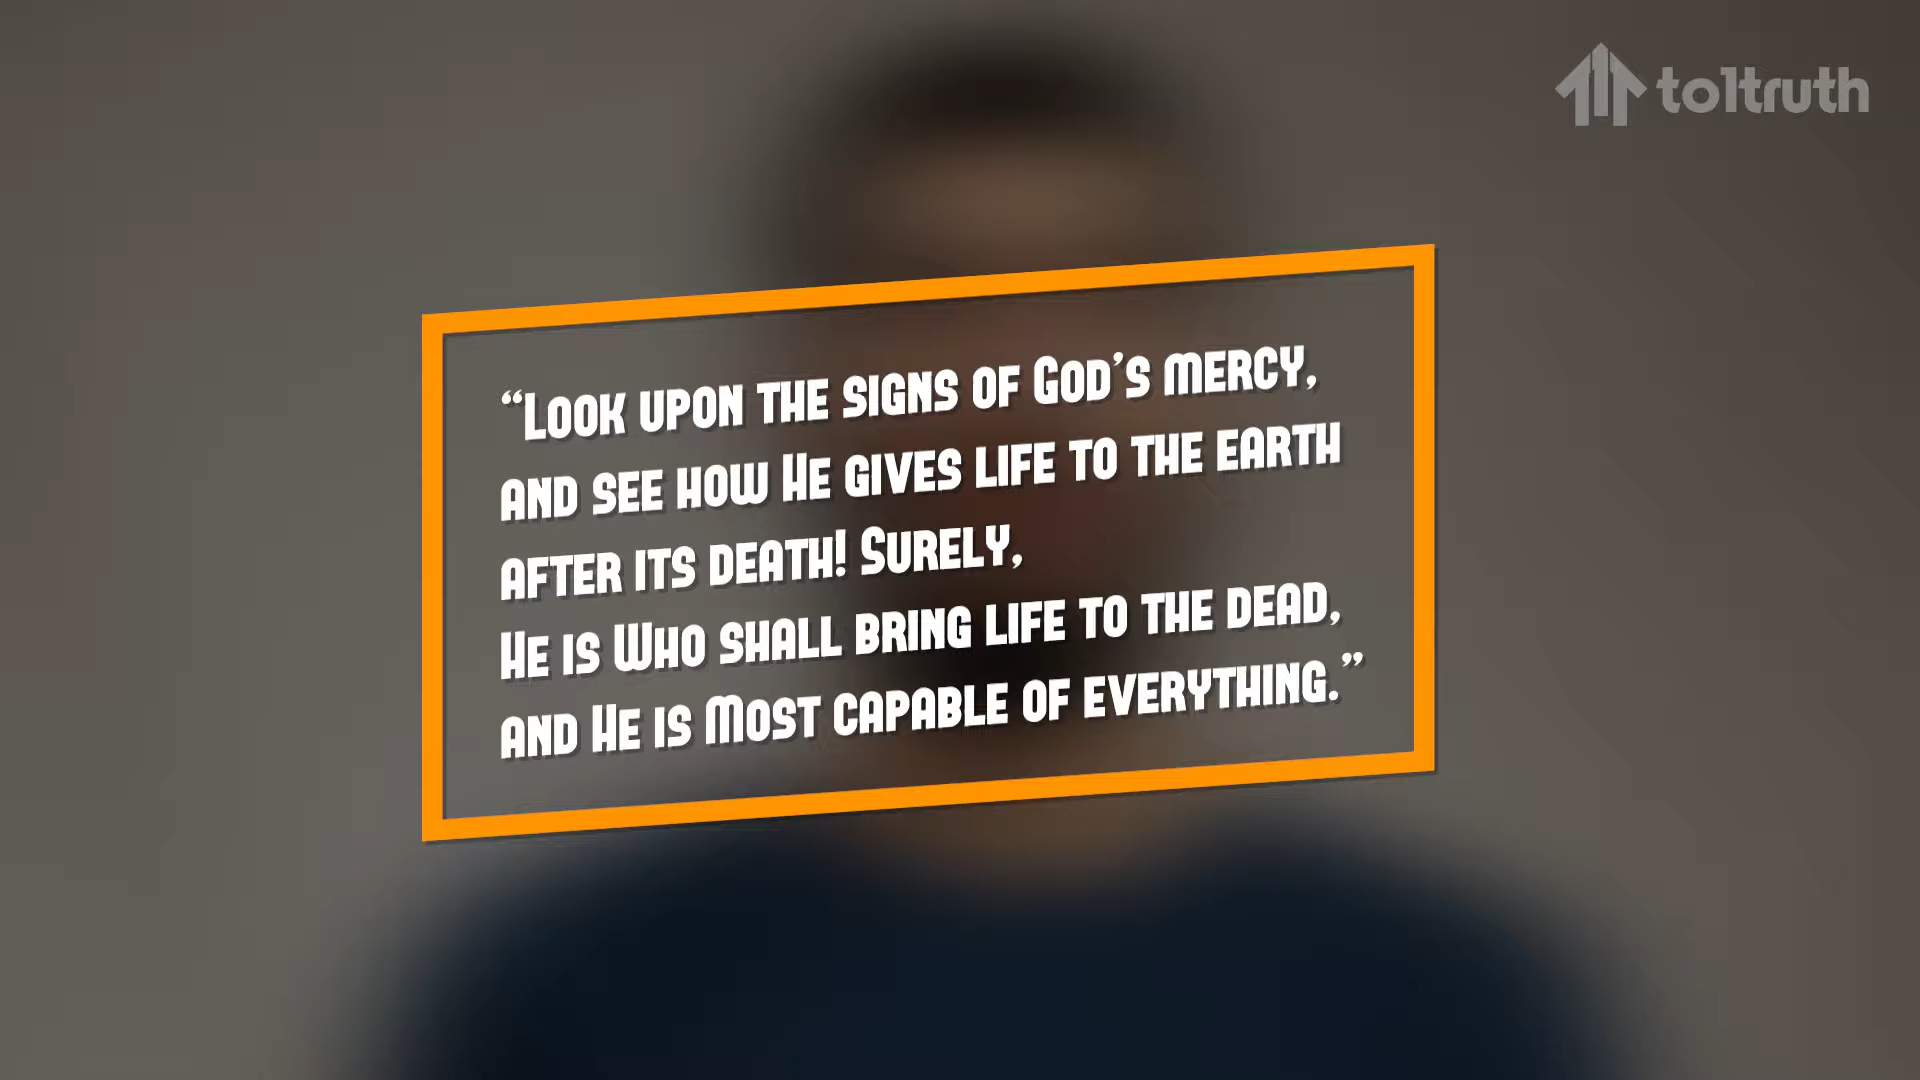 to1truth
“Look upon the signs of God’s mercy,
and see how He gives life to the earth
after its death! Surely,
He is Who shall bring life to the dead,
and He is Most capable of everything.”